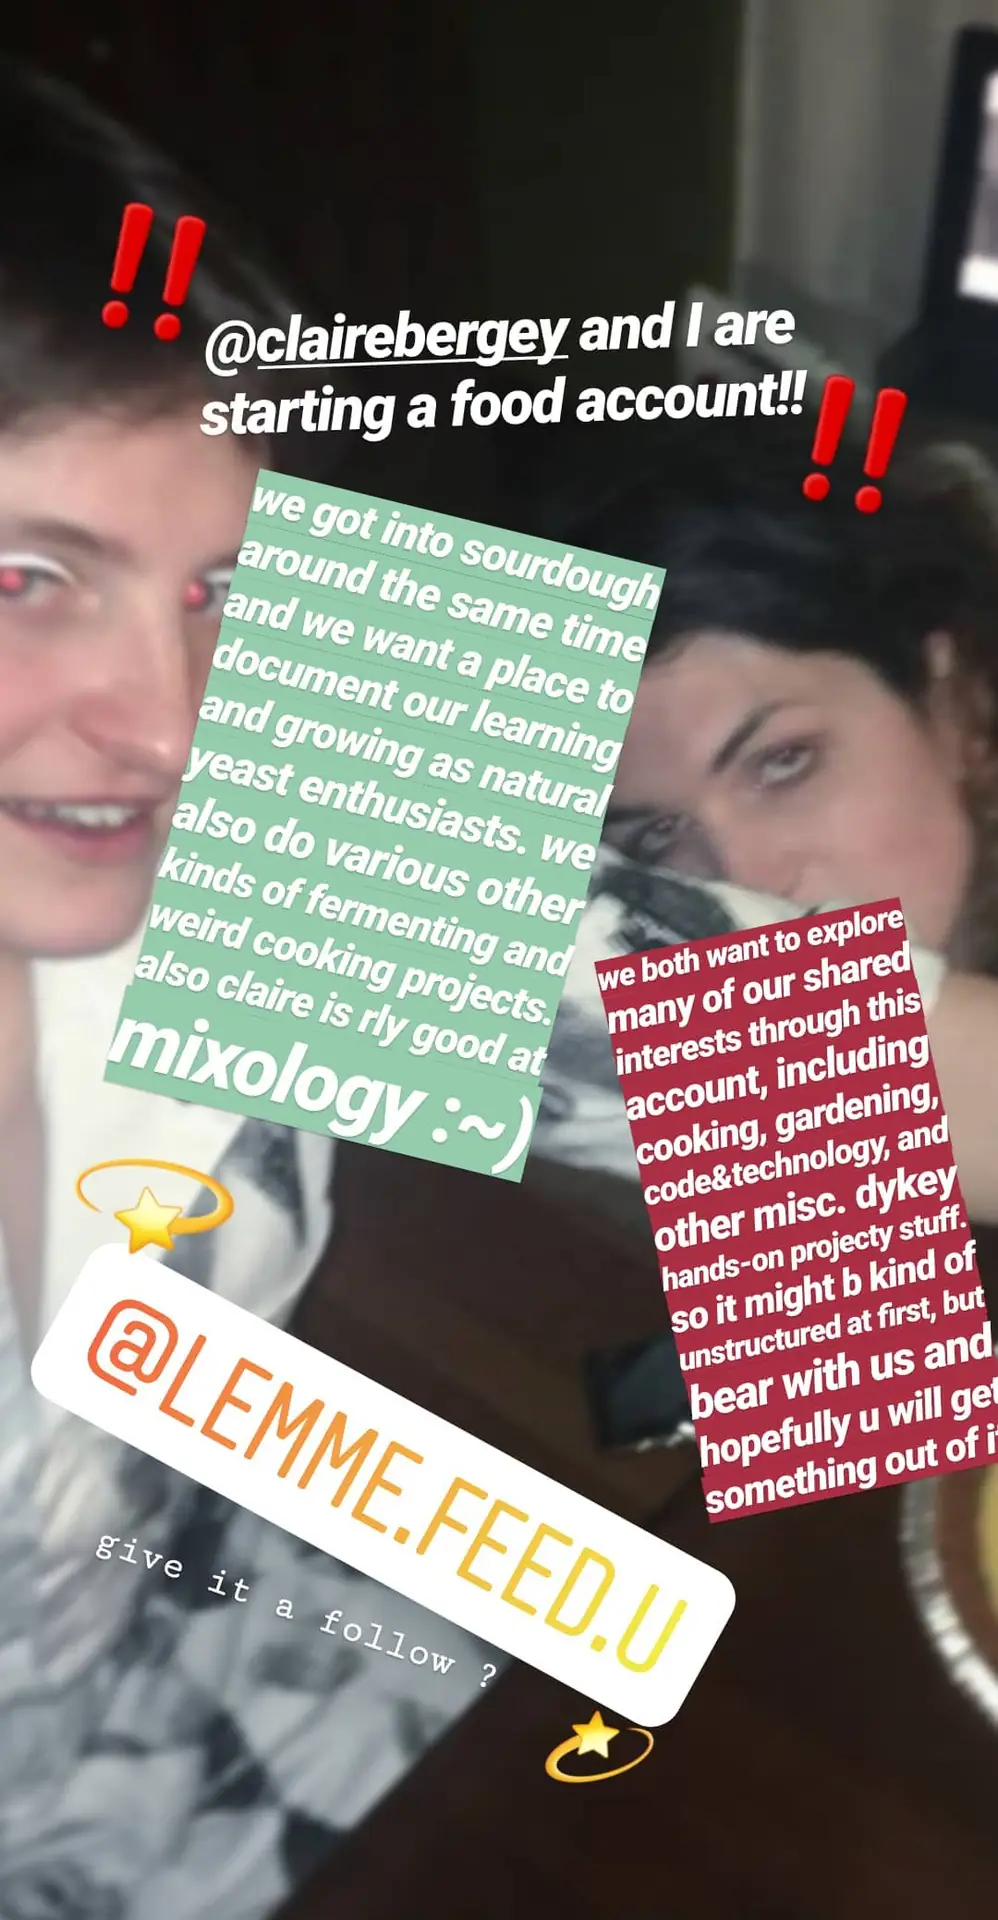 @clairebergey and I are
starting a food account!!
we got into sourdough
around the same time
and we want a place to
document our learning
and growing as natural
yeast enthusiasts. we
also do various other
kinds of fermenting and
weird cooking projects.
also claire is rly good at
mixology :~)
we both want to explore
many of our shared
interests through this
account, including
cooking, gardening,
code&technology, and
other misc. dykey
hands-on projecty stuff.
so it might b kind of
unstructured at first, but
bear with us and
hopefully u will get
something out of it
@LEMME.FEED.U
give it a follow ?